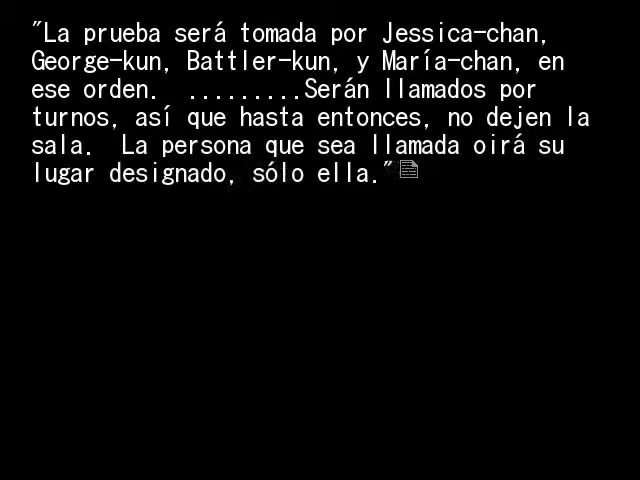 "La prueba será tomada por Jessica-chan,
George-kun, Battler-kun, y María-chan, en
ese orden.  .........Serán llamados por
turnos, así que hasta entonces, no dejen la
sala.  La persona que sea llamada oirá su
lugar designado, sólo ella."